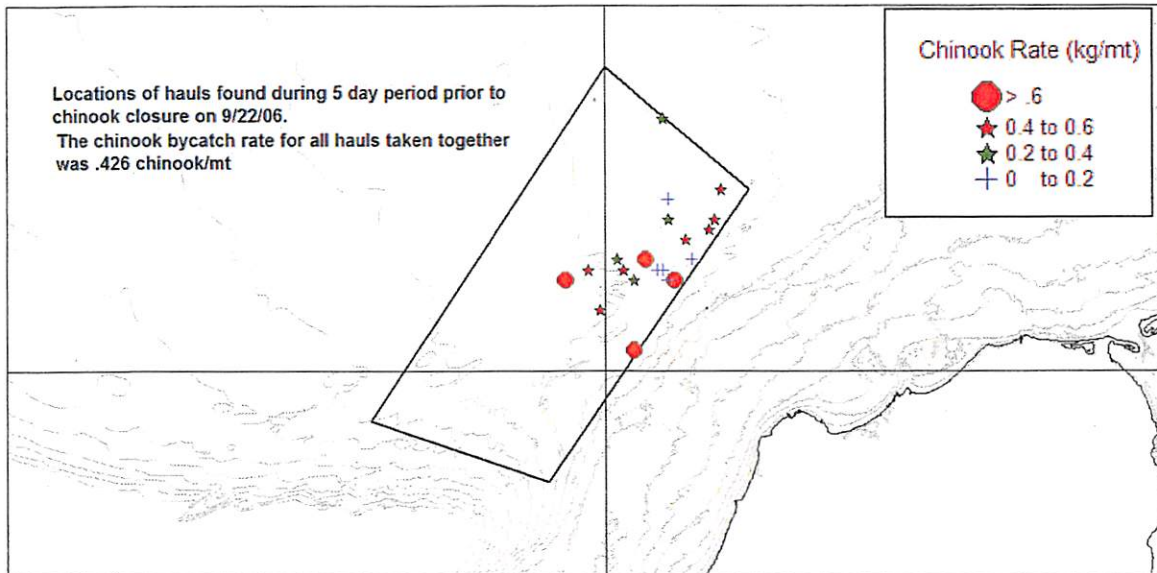 Locations of hauls found during 5 day period prior to
chinook closure on 9/22/06.
The chinook bycatch rate for all hauls taken together
was .426 chinook/mt
Chinook Rate (kg/mt)
> .6
0.4 to 0.6
0.2 to 0.4
0 to 0.2